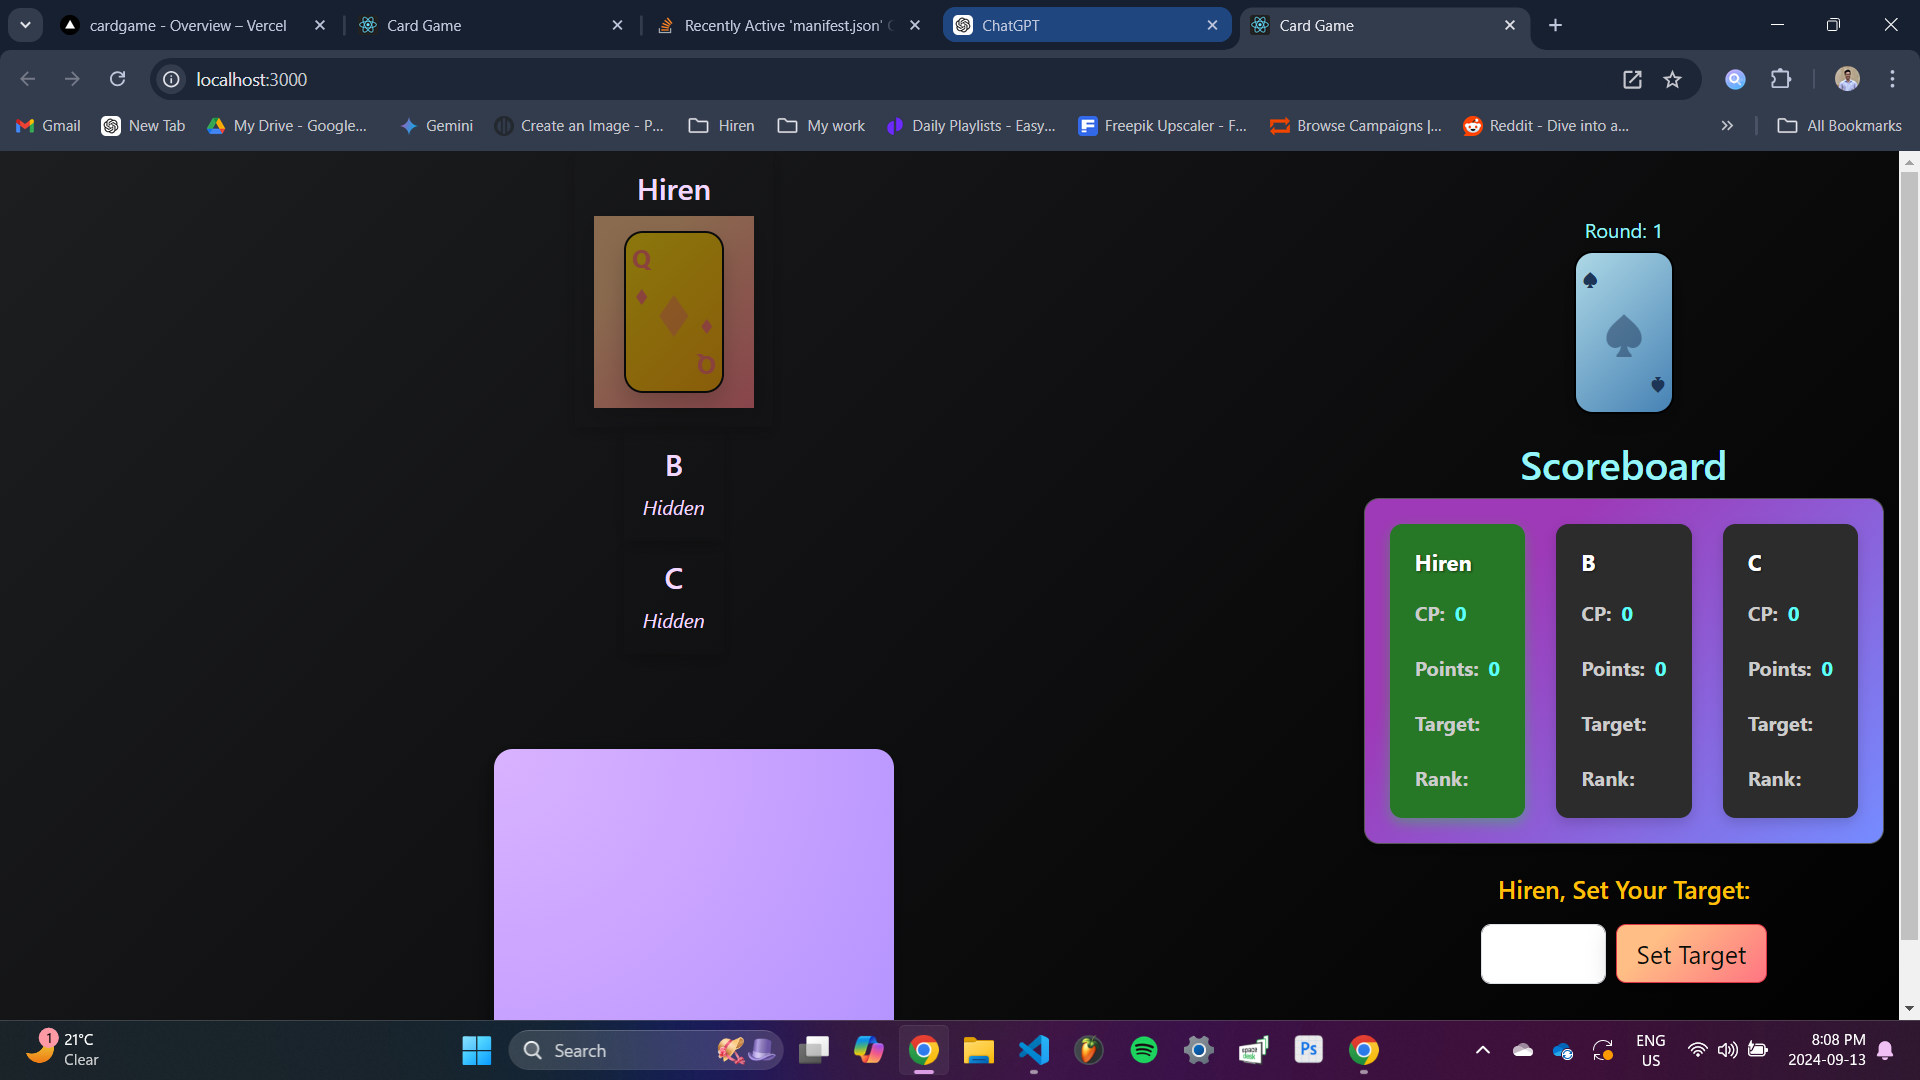 cardgame - Overview – Vercel
Card Game
Recently Active 'manifest.json'
ChatGPT
Card Game
localhost:3000
Gmail
New Tab
My Drive - Google...
Gemini
Create an Image - P...
Hiren
My work
Daily Playlists - Easy...
Freepik Upscaler - F...
Browse Campaigns |...
Reddit - Dive into a...
All Bookmarks
Hiren
Q
Q
B
Hidden
C
Hidden
Round: 1
Scoreboard
Hiren
CP: 0
Points: 0
Target:
Rank:
B
CP: 0
Points: 0
Target:
Rank:
C
CP: 0
Points: 0
Target:
Rank:
Hiren, Set Your Target:
Set Target
1
21°C
Clear
Search
Ps
ENG
US
8:08 PM
2024-09-13